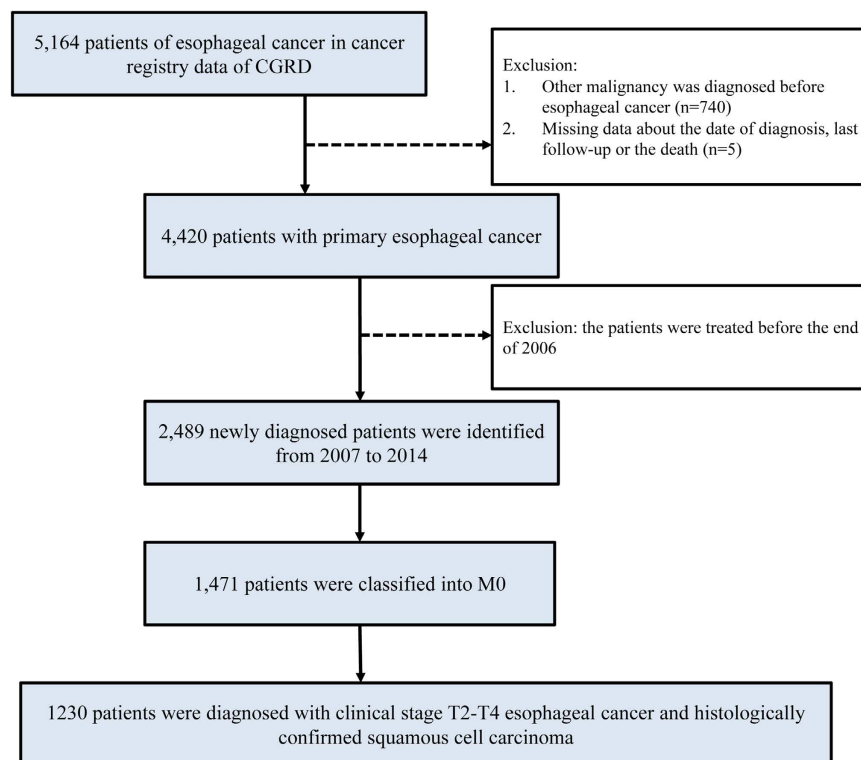 5,164 patients of esophageal cancer in cancer
registry data of CGRD
Exclusion:
1. Other malignancy was diagnosed before
esophageal cancer (n=740)
2. Missing data about the date of diagnosis, last
follow-up or the death (n=5)
4,420 patients with primary esophageal cancer
Exclusion: the patients were treated before the end
of 2006
2,489 newly diagnosed patients were identified
from 2007 to 2014
1,471 patients were classified into M0
1230 patients were diagnosed with clinical stage T2-T4 esophageal cancer and histologically
confirmed squamous cell carcinoma